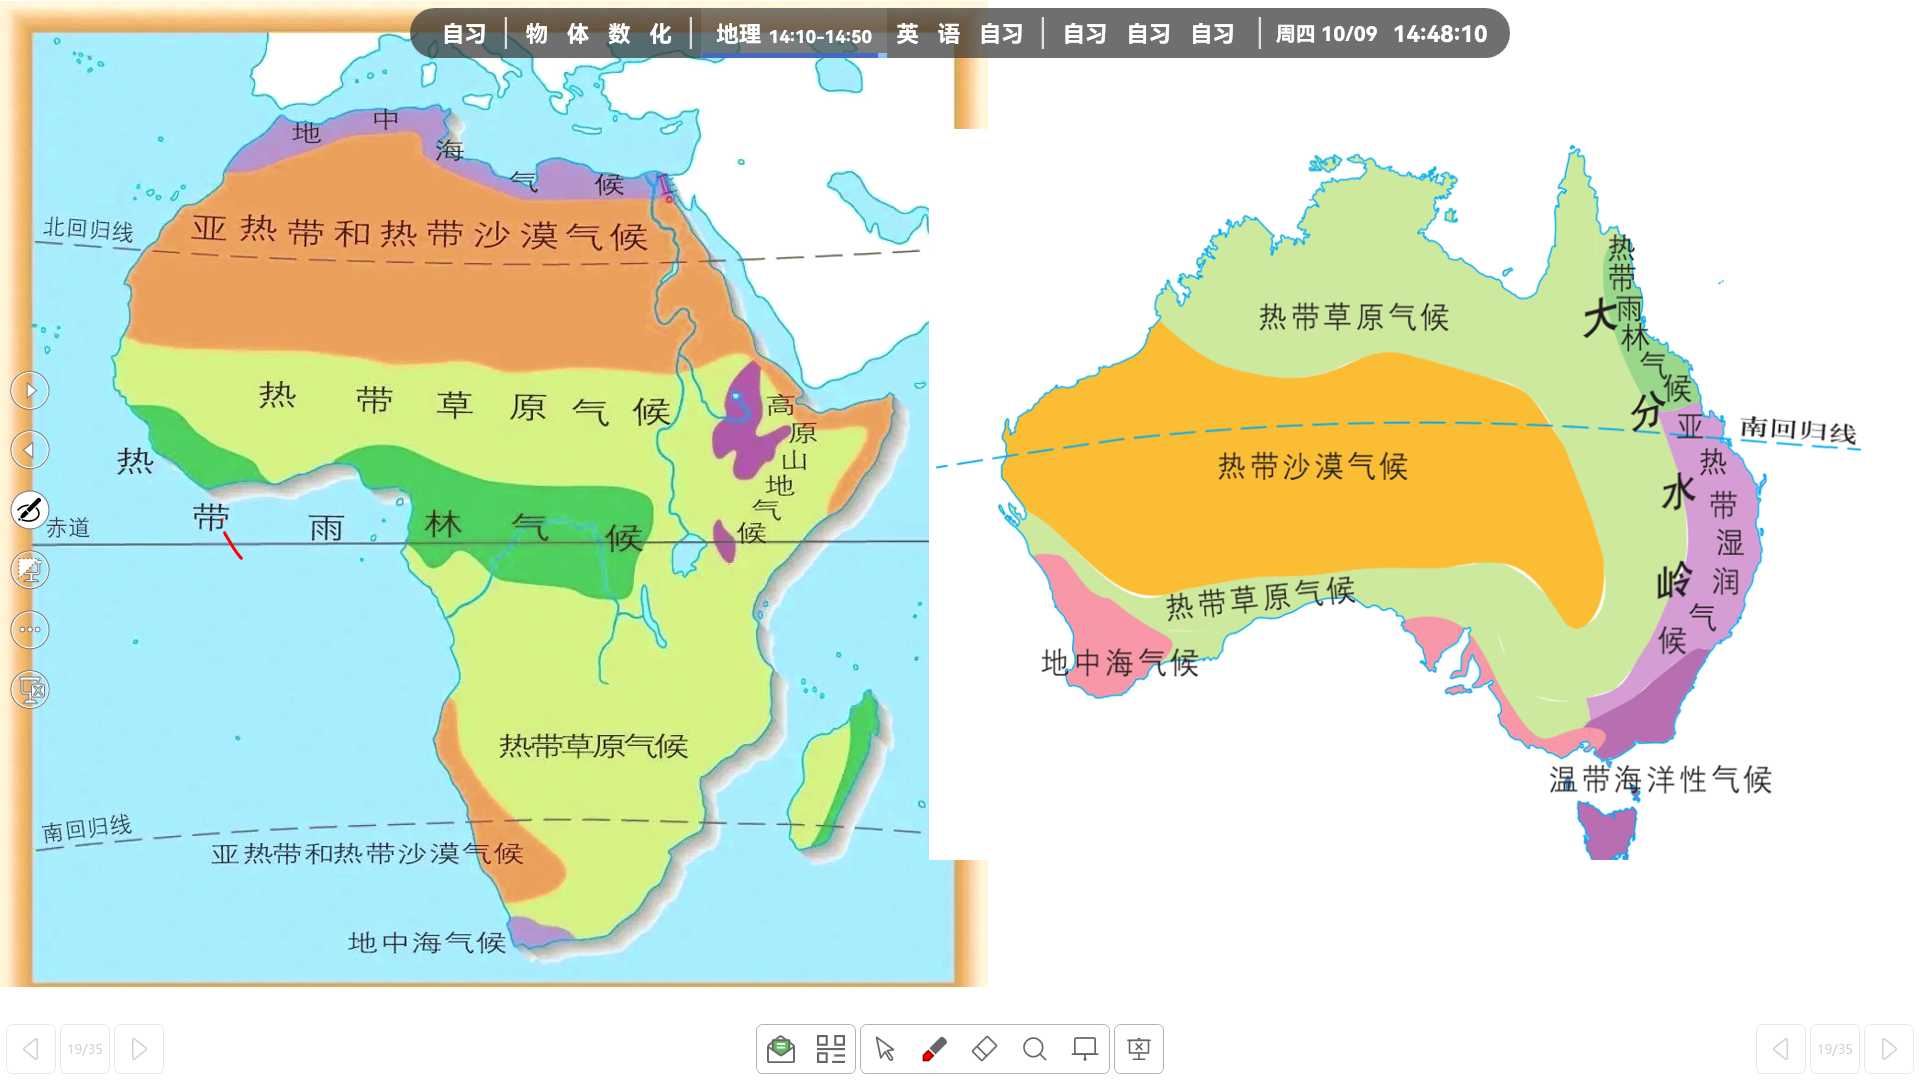 自习 物 体 数 化 地理 14:10-14:50 英 语 自习 自习 自习 自习 周四 10/09 14:48:10
地中海气候
北回归线
亚热带和热带沙漠气候
热带草原气候
高原山地气候
热带雨林气候
赤道
热带草原气候
南回归线
亚热带和热带沙漠气候
地中海气候
热带雨林气候
热带草原气候
大分水岭
南回归线
亚热带湿润气候
热带沙漠气候
热带草原气候
地中海气候
温带海洋性气候
19/35
19/35